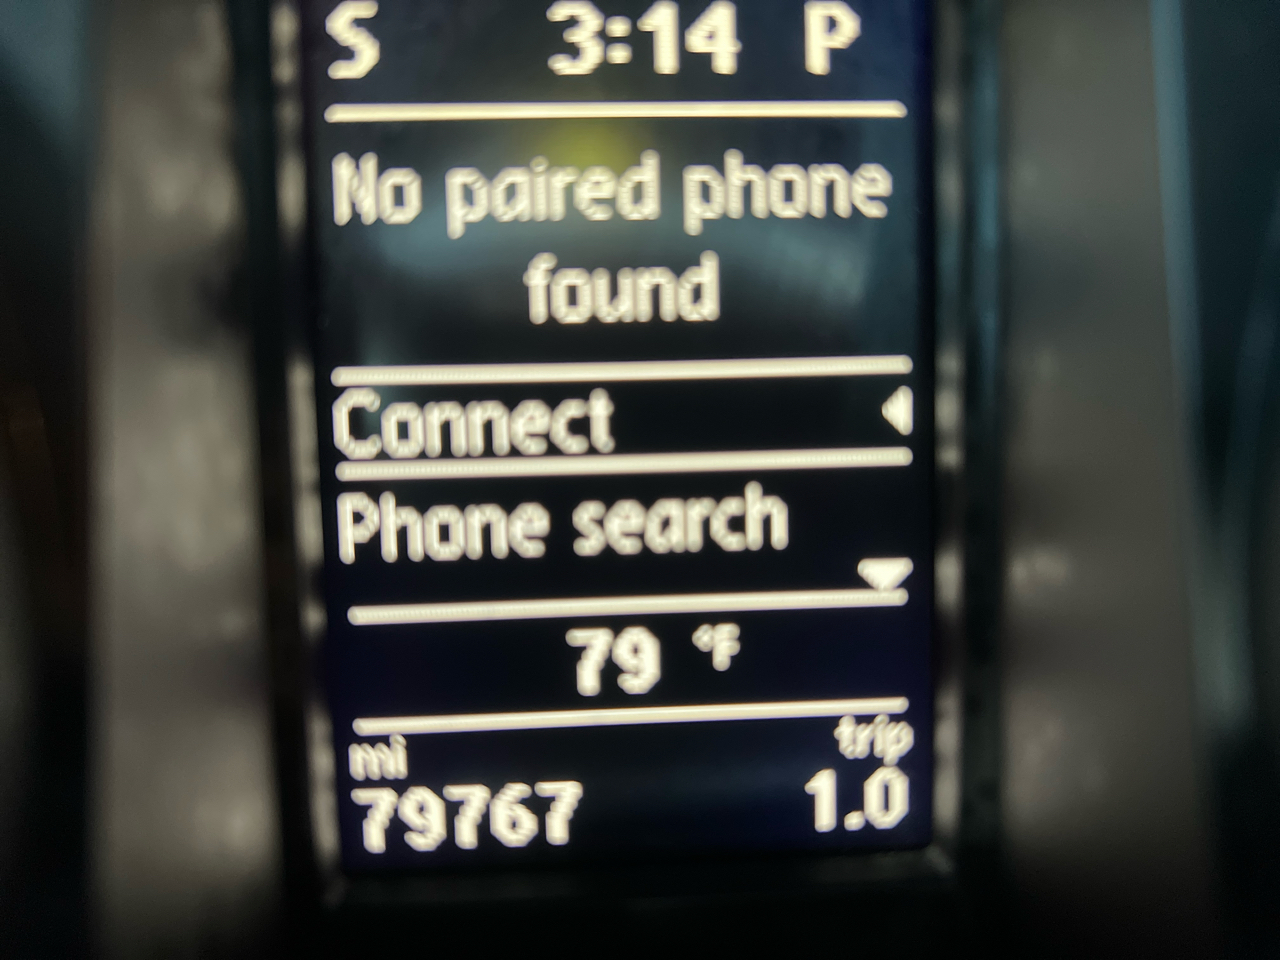 S 3:14 P
No paired phone
found
Connect
Phone search
79 °F
mi trip
79767 1.0